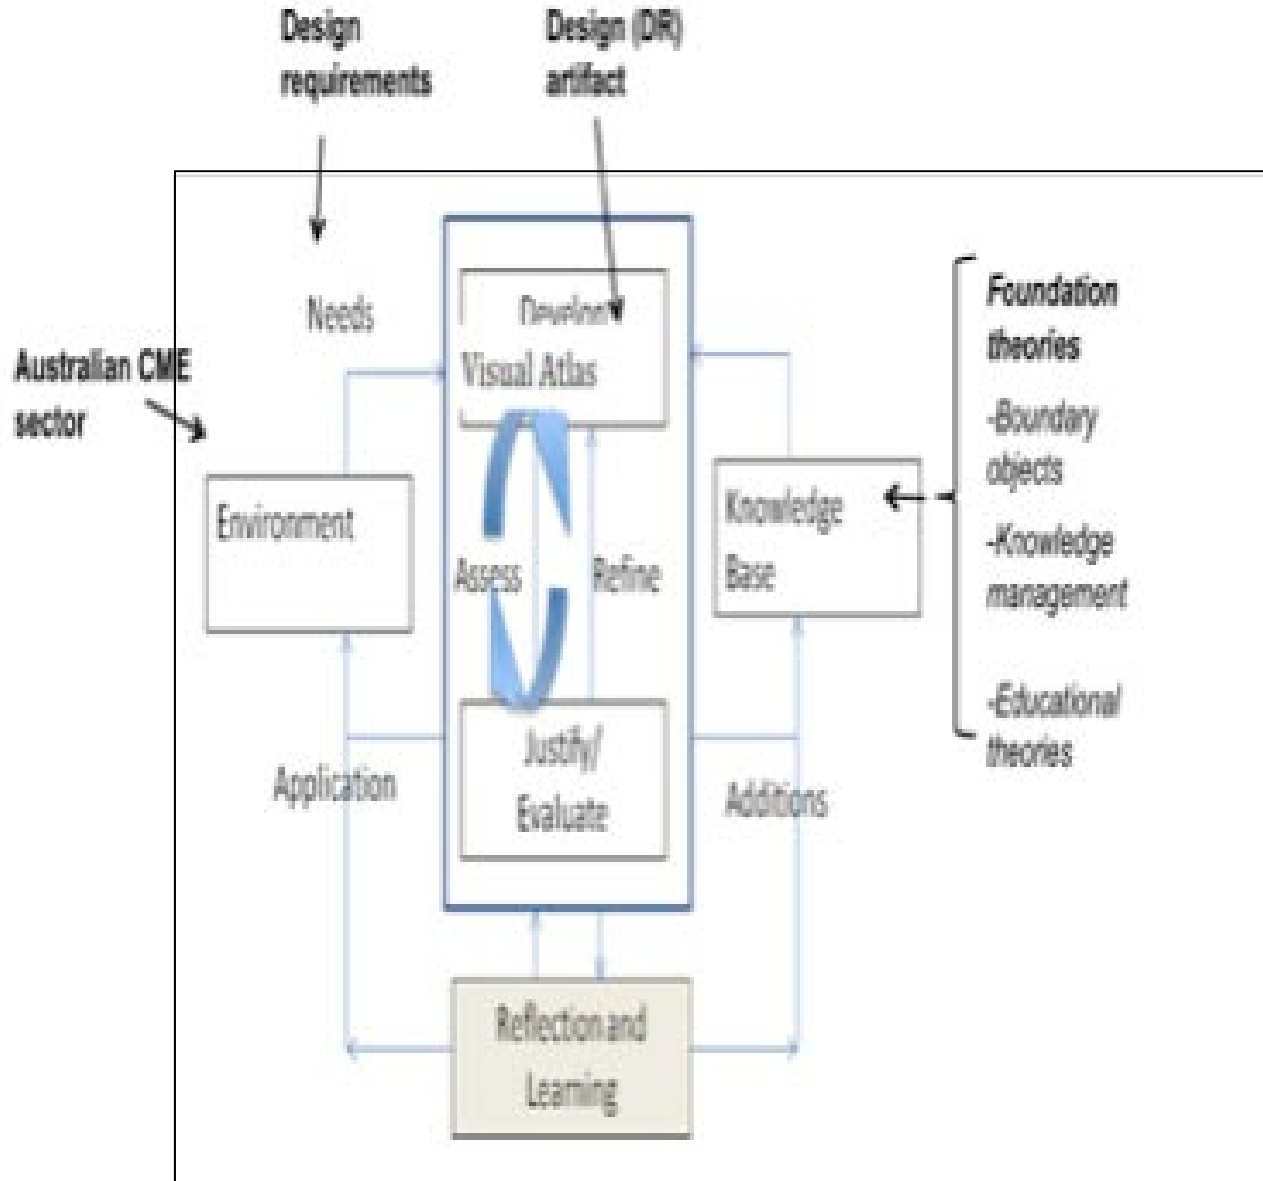 Design
requirements
Design (DR)
artifact
Needs
Australian CME
sector
Environment
Develop
Visual Atlas
Assess
Refine
Justify/
Evaluate
Knowledge
Base
Foundation
theories
-Boundary
objects
-Knowledge
management
-Educational
theories
Application
Additions
Reflection and
Learning